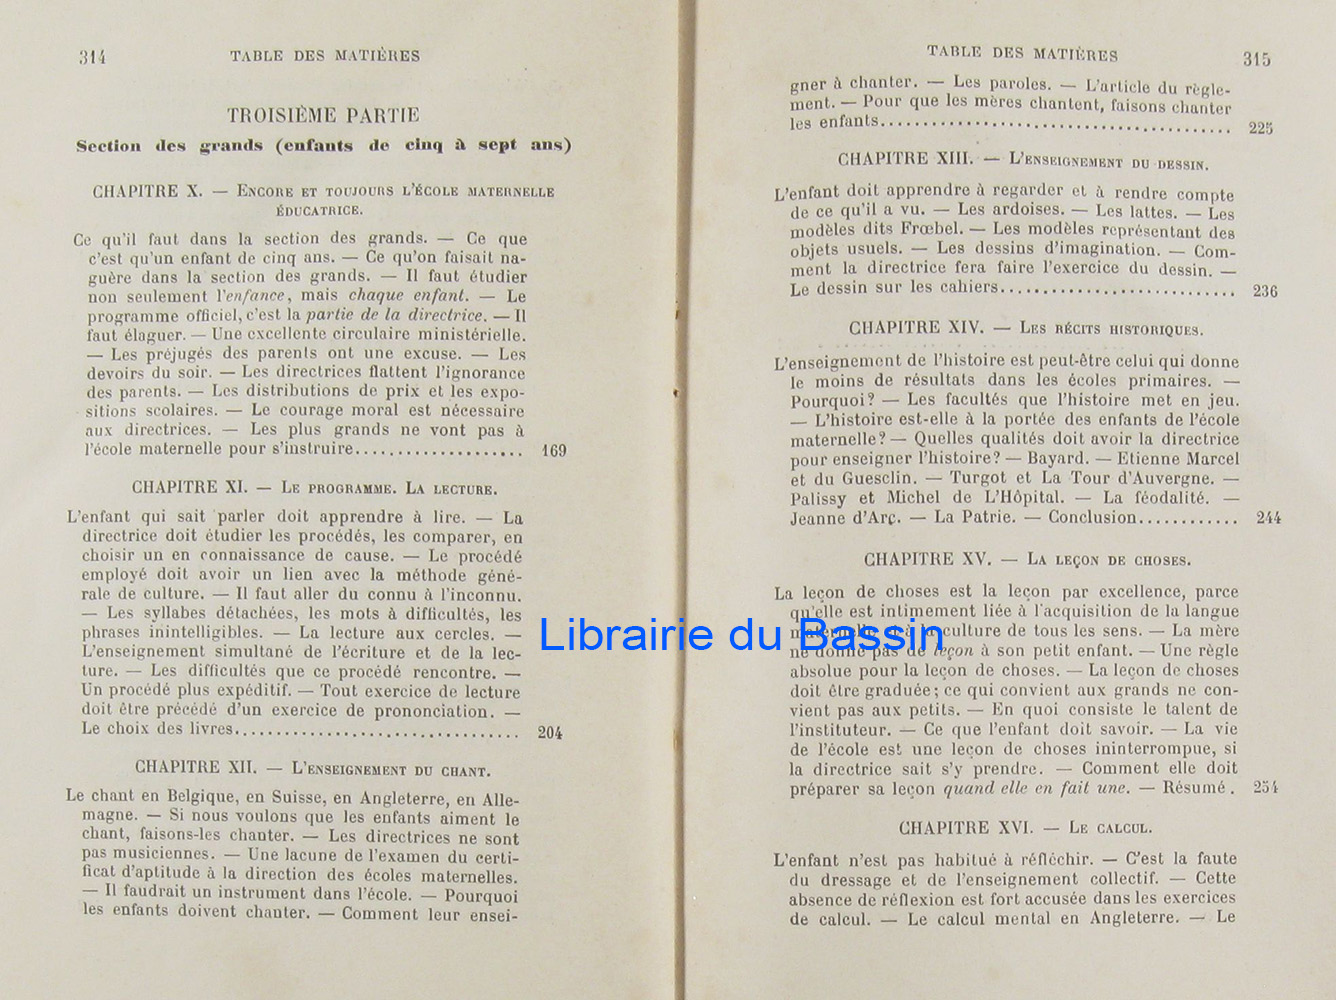 314 TABLE DES MATIÈRES
TROISIÈME PARTIE
Section des grands (enfants de cinq à sept ans)
CHAPITRE X. — ENCORE ET TOUJOURS L'ÉCOLE MATERNELLE
ÉDUCATRICE.
Ce qu'il faut dans la section des grands. — Ce que
c'est qu'un enfant de cinq ans. — Ce qu'on faisait na-
guère dans la section des grands. — Il faut étudier
non seulement l'enfance, mais chaque enfant. — Le
programme officiel, c'est la partie de la directrice. — Il
faut élaguer. — Une excellente circulaire ministérielle.
— Les préjugés des parents ont une excuse. — Les
devoirs du soir. — Les directrices flattent l'ignorance
des parents. — Les distributions de prix et les expo-
sitions scolaires. — Le courage moral est nécessaire
aux directrices. — Les plus grands ne vont pas à
l'école maternelle pour s'instruire.................... 169
CHAPITRE XI. — LE PROGRAMME. LA LECTURE.
L'enfant qui sait parler doit apprendre à lire. — La
directrice doit étudier les procédés, les comparer, en
choisir un en connaissance de cause. — Le procédé
employé doit avoir un lien avec la méthode géné-
rale de culture. — Il faut aller du connu à l'inconnu.
— Les syllabes détachées, les mots à difficultés, les
phrases inintelligibles. — La lecture aux cercles. —
L'enseignement simultané de l'écriture et de la lec-
ture. — Les difficultés que ce procédé rencontre. —
Un procédé plus expéditif. — Tout exercice de lecture
doit être précédé d'un exercice de prononciation. —
Le choix des livres.................................. 204
CHAPITRE XII. — L'ENSEIGNEMENT DU CHANT.
Le chant en Belgique, en Suisse, en Angleterre, en Alle-
magne. — Si nous voulons que les enfants aiment le
chant, faisons-les chanter. — Les directrices ne sont
pas musiciennes. — Une lacune de l'examen du certi-
ficat d'aptitude à la direction des écoles maternelles.
— Il faudrait un instrument dans l'école. — Pourquoi
les enfants doivent chanter. — Comment leur ensei-
TABLE DES MATIÈRES 315
gner à chanter. — Les paroles. — L'article du règle-
ment. — Pour que les mères chantent, faisons chanter
les enfants.......................................... 225
CHAPITRE XIII. — L'ENSEIGNEMENT DU DESSIN.
L'enfant doit apprendre à regarder et à rendre compte
de ce qu'il a vu. — Les ardoises. — Les lattes. — Les
modèles dits Frœbel. — Les modèles représentant des
objets usuels. — Les dessins d'imagination. — Com-
ment la directrice fera faire l'exercice du dessin. —
Le dessin sur les cahiers............................ 236
CHAPITRE XIV. — LES RÉCITS HISTORIQUES.
L'enseignement de l'histoire est peut-être celui qui donne
le moins de résultats dans les écoles primaires. —
Pourquoi? — Les facultés que l'histoire met en jeu.
— L'histoire est-elle à la portée des enfants de l'école
maternelle? — Quelles qualités doit avoir la directrice
pour enseigner l'histoire? — Bayard. — Etienne Marcel
et du Guesclin. — Turgot et La Tour d'Auvergne. —
Palissy et Michel de L'Hôpital. — La féodalité. —
Jeanne d'Arc. — La Patrie. — Conclusion............ 244
CHAPITRE XV. — LA LEÇON DE CHOSES.
La leçon de choses est la leçon par excellence, parce
qu'elle est intimement liée à l'acquisition de la langue
maternelle et à la culture de tous les sens. — La mère
ne donne pas de leçon à son petit enfant. — Une règle
absolue pour la leçon de choses. — La leçon de choses
doit être graduée; ce qui convient aux grands ne con-
vient pas aux petits. — En quoi consiste le talent de
l'instituteur. — Ce que l'enfant doit savoir. — La vie
de l'école est une leçon de choses ininterrompue, si
la directrice sait s'y prendre. — Comment elle doit
préparer sa leçon quand elle en fait une. — Résumé. 254
CHAPITRE XVI. — LE CALCUL.
L'enfant n'est pas habitué à réfléchir. — C'est la faute
du dressage et de l'enseignement collectif. — Cette
absence de réflexion est fort accusée dans les exercices
de calcul. — Le calcul mental en Angleterre. — Le
Librairie du Bassin